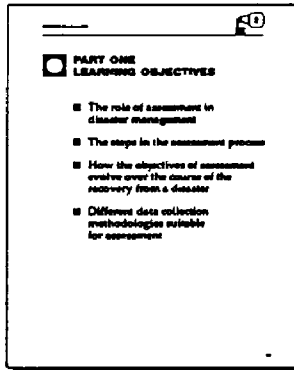 PART ONE
LEARNING OBJECTIVES
■ The role of assessment in
disaster management
■ The steps in the assessment process
■ How the objectives of assessment
evolve over the course of the
recovery from a disaster
■ Different data collection
methodologies suitable
for assessment